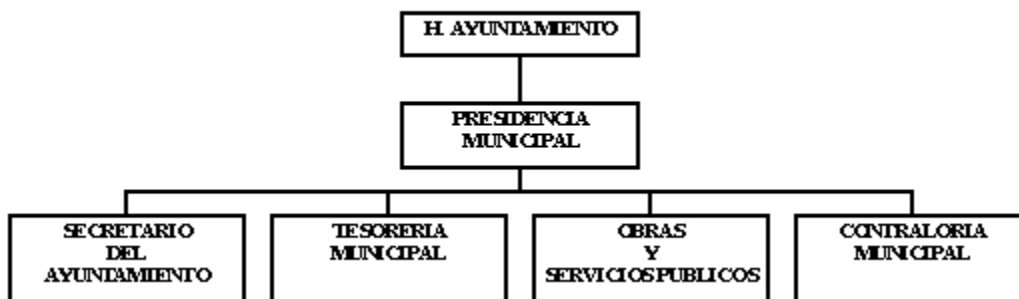 H. AYUNTAMIENTO
PRESIDENCIA
MUNICIPAL
SECRETARIO
DEL
AYUNTAMIENTO
TESORERIA
MUNICIPAL
OBRAS
Y
SERVICIOS PUBLICOS
CONTRALORIA
MUNICIPAL